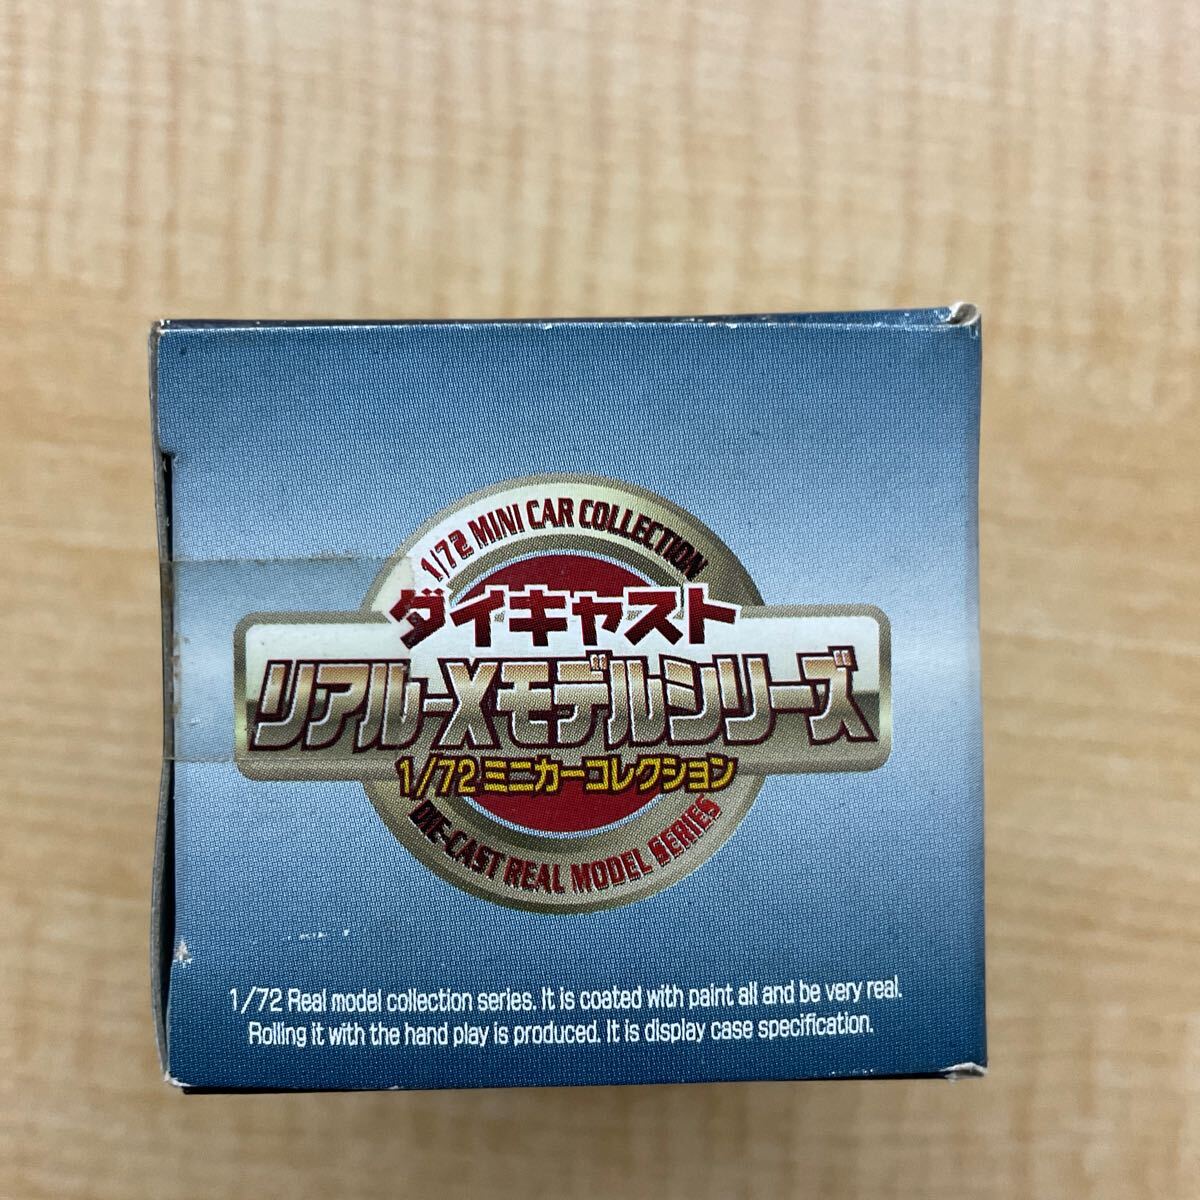 1/72 MINI CAR COLLECTION
ダイキャスト
リアル-Xモデルシリーズ
1/72ミニカーコレクション
DIE-CAST REAL MODEL SERIES
1/72 Real model collection series. It is coated with paint all and be very real.
Rolling it with the hand play is produced. It is display case specification.